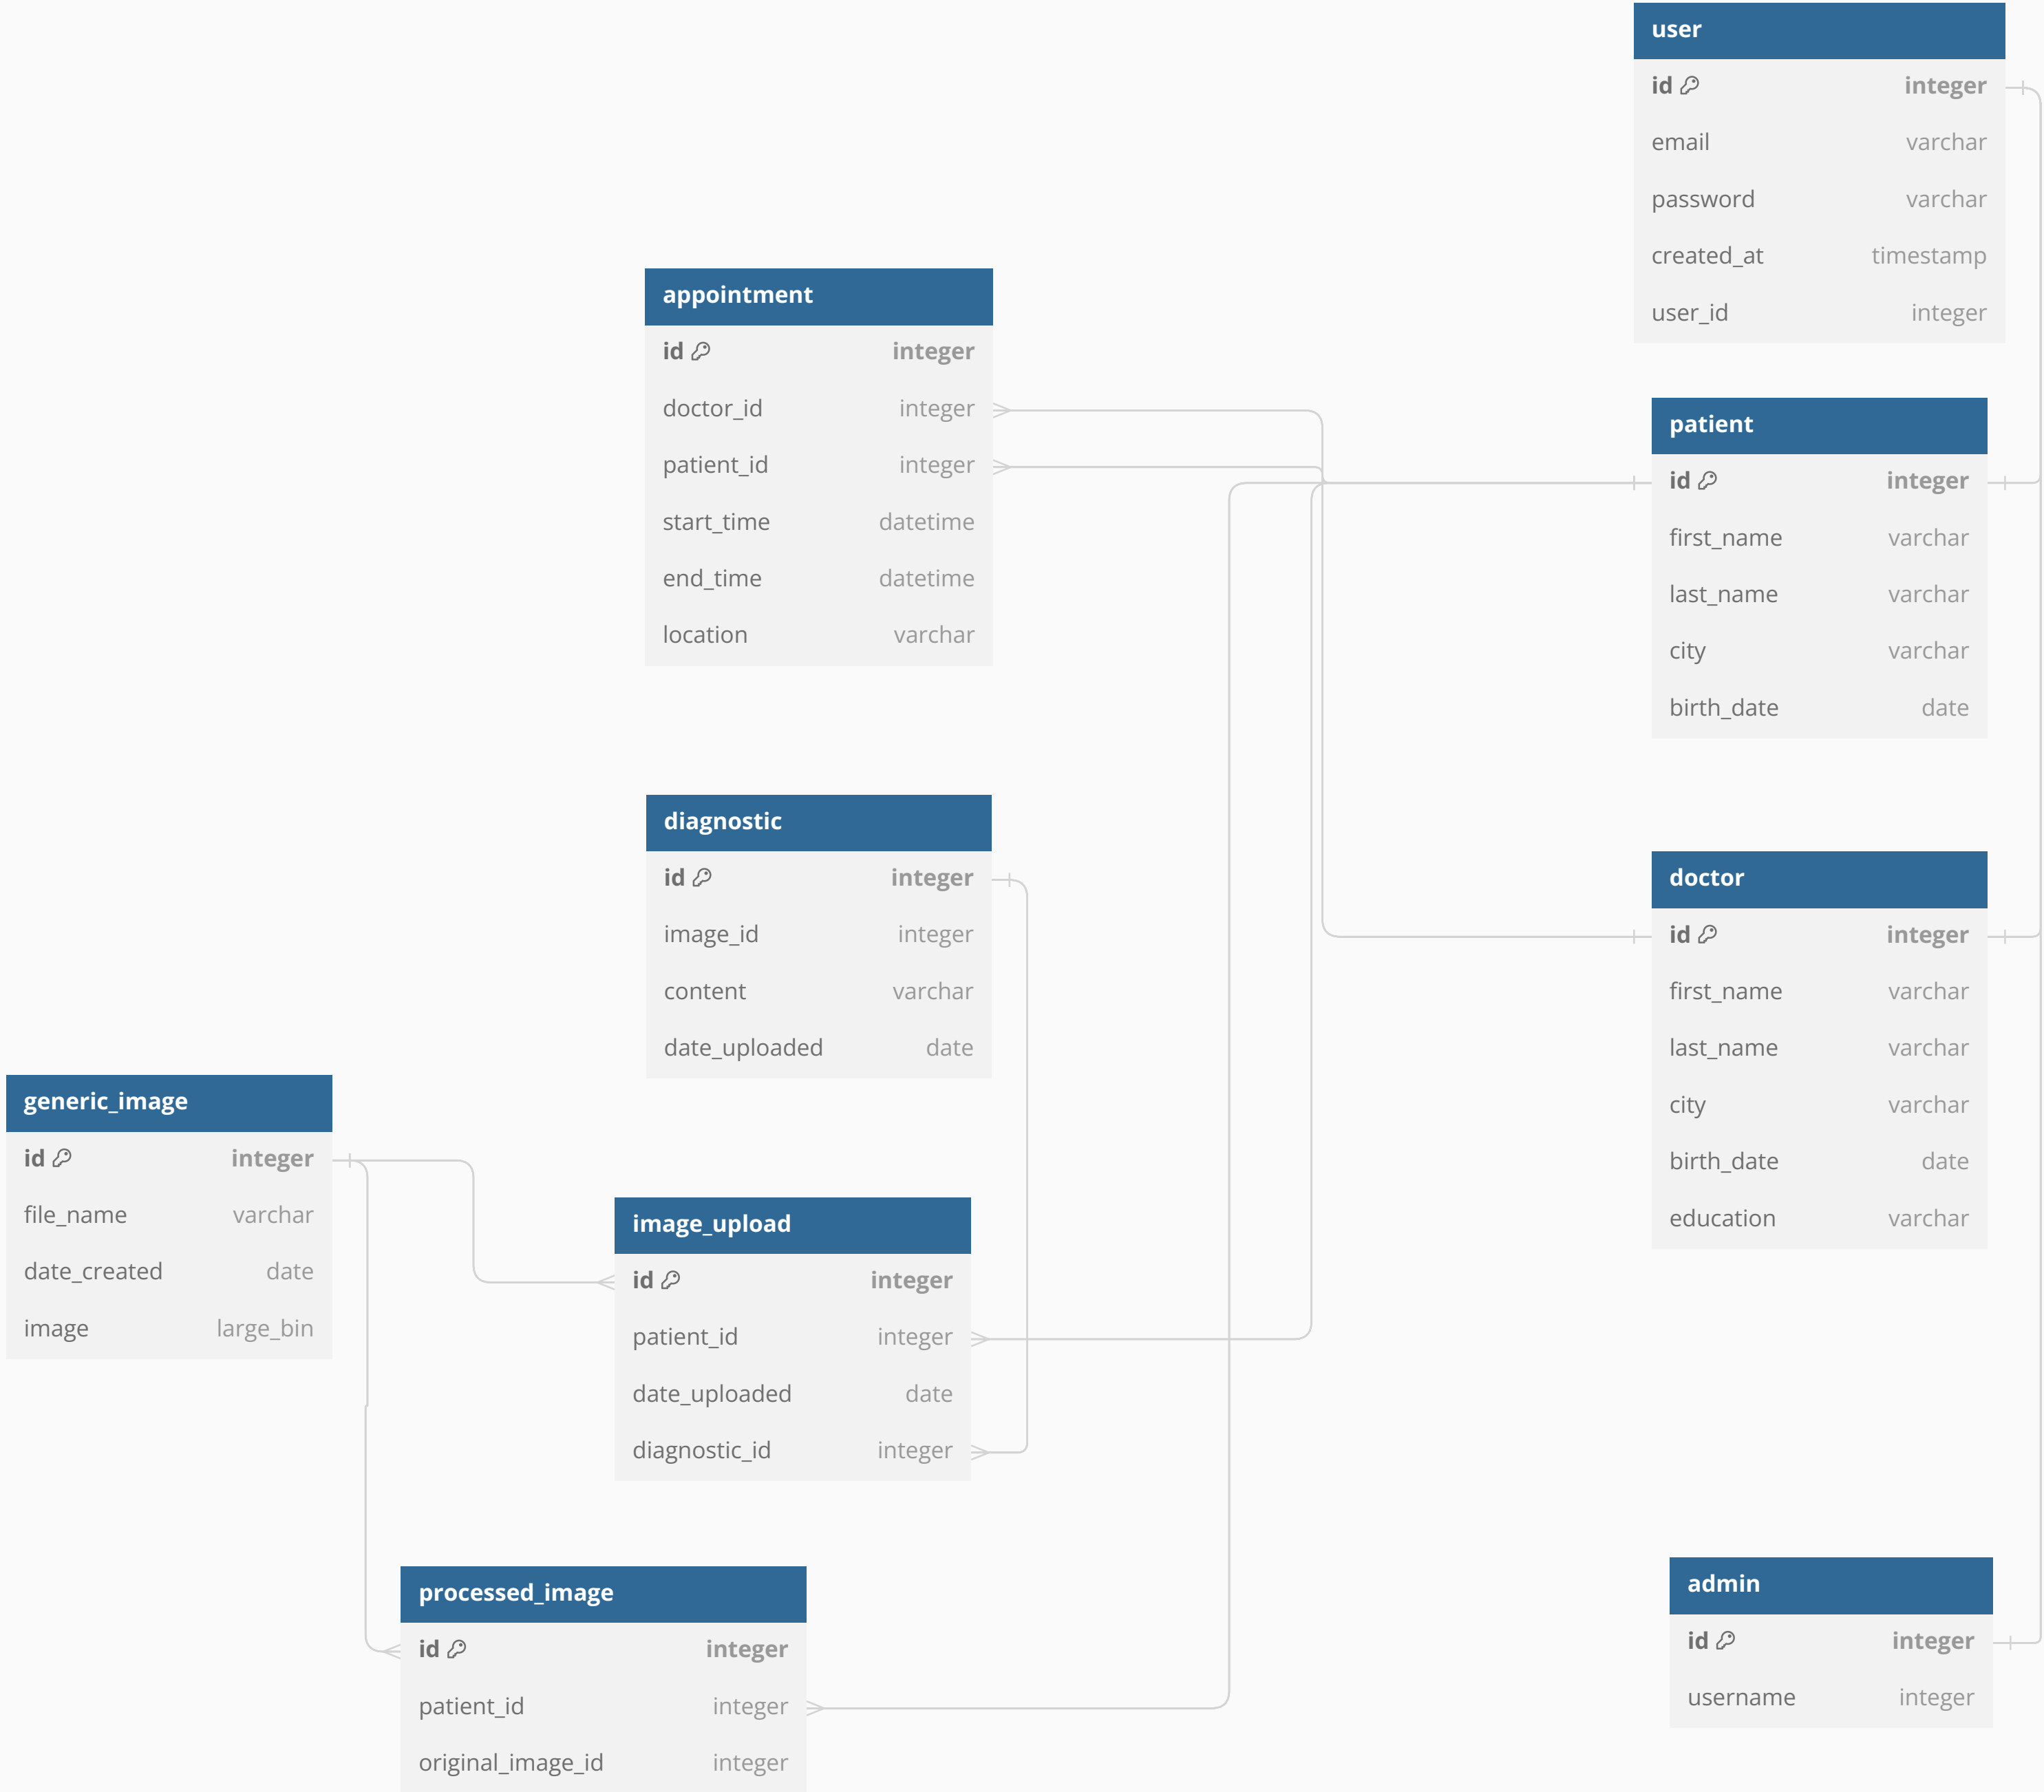 user
id integer
email varchar
password varchar
created_at timestamp
user_id integer
appointment
id integer
doctor_id integer
patient_id integer
start_time datetime
end_time datetime
location varchar
patient
id integer
first_name varchar
last_name varchar
city varchar
birth_date date
diagnostic
id integer
image_id integer
content varchar
date_uploaded date
doctor
id integer
first_name varchar
last_name varchar
city varchar
birth_date date
education varchar
generic_image
id integer
file_name varchar
date_created date
image large_bin
image_upload
id integer
patient_id integer
date_uploaded date
diagnostic_id integer
processed_image
id integer
patient_id integer
original_image_id integer
admin
id integer
username integer